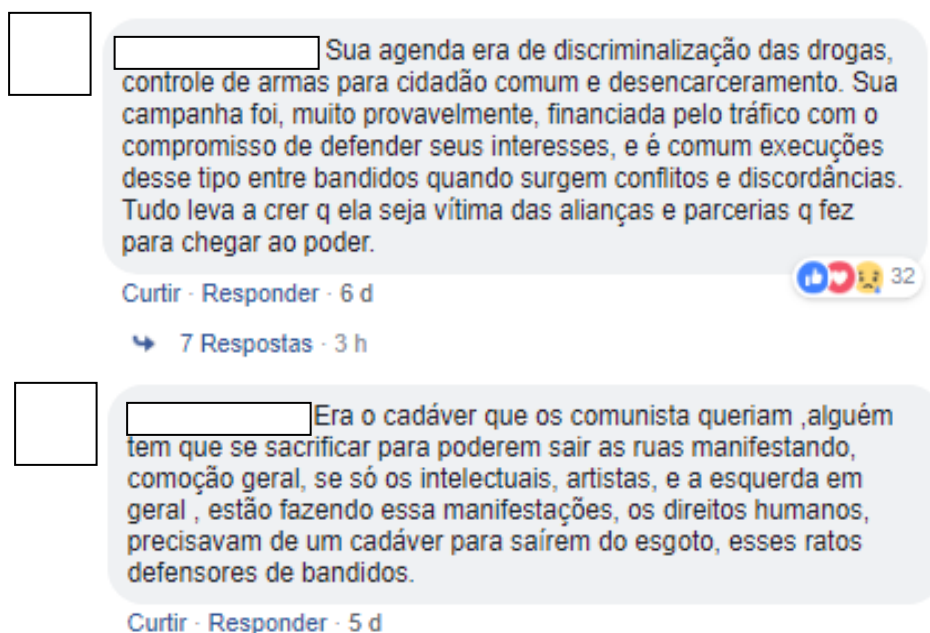 Sua agenda era de discriminalização das drogas,
controle de armas para cidadão comum e desencarceramento. Sua
campanha foi, muito provavelmente, financiada pelo tráfico com o
compromisso de defender seus interesses, e é comum execuções
desse tipo entre bandidos quando surgem conflitos e discordâncias.
Tudo leva a crer q ela seja vítima das alianças e parcerias q fez
para chegar ao poder.
32
Curtir · Responder · 6 d
7 Respostas · 3 h
Era o cadáver que os comunista queriam ,alguém
tem que se sacrificar para poderem sair as ruas manifestando,
comoção geral, se só os intelectuais, artistas, e a esquerda em
geral , estão fazendo essa manifestações, os direitos humanos,
precisavam de um cadáver para saírem do esgoto, esses ratos
defensores de bandidos.
Curtir · Responder · 5 d